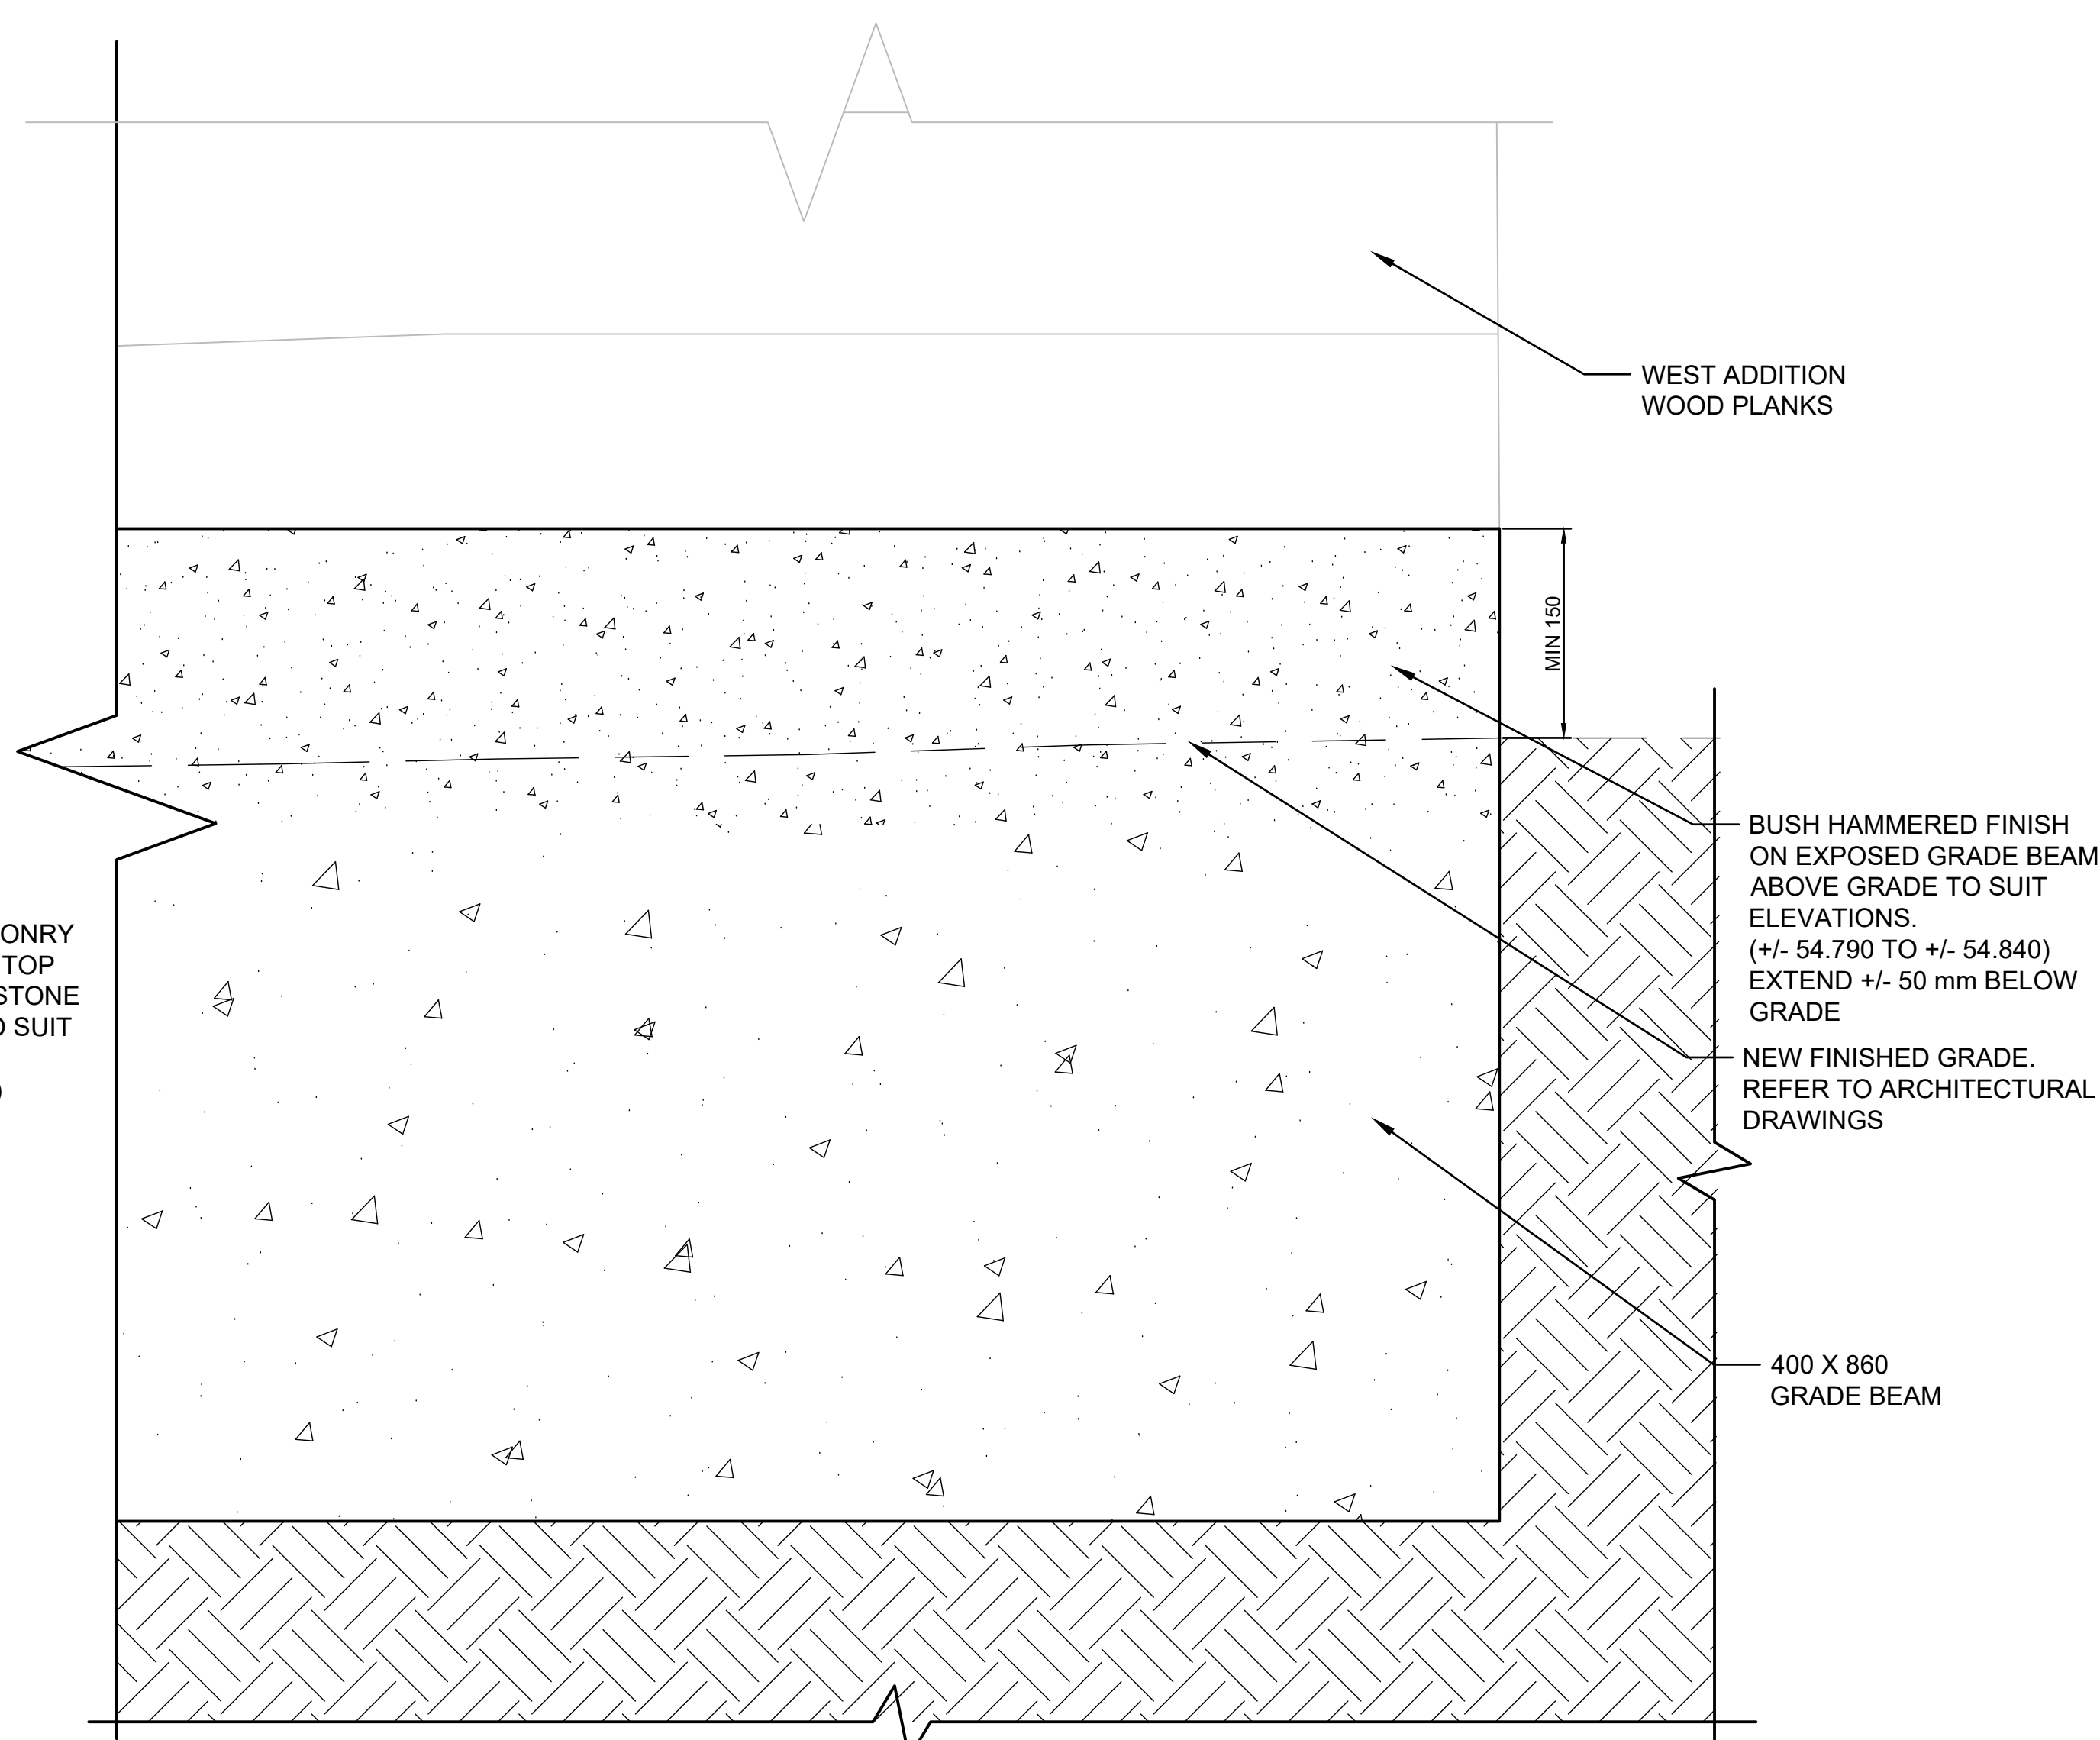 WEST ADDITION
WOOD PLANKS
MIN 150
BUSH HAMMERED FINISH
ON EXPOSED GRADE BEAM
ABOVE GRADE TO SUIT
ELEVATIONS.
(+/- 54.790 TO +/- 54.840)
EXTEND +/- 50 mm BELOW
GRADE
ONRY
TOP
STONE
SUIT
)
NEW FINISHED GRADE.
REFER TO ARCHITECTURAL
DRAWINGS
400 X 860
GRADE BEAM